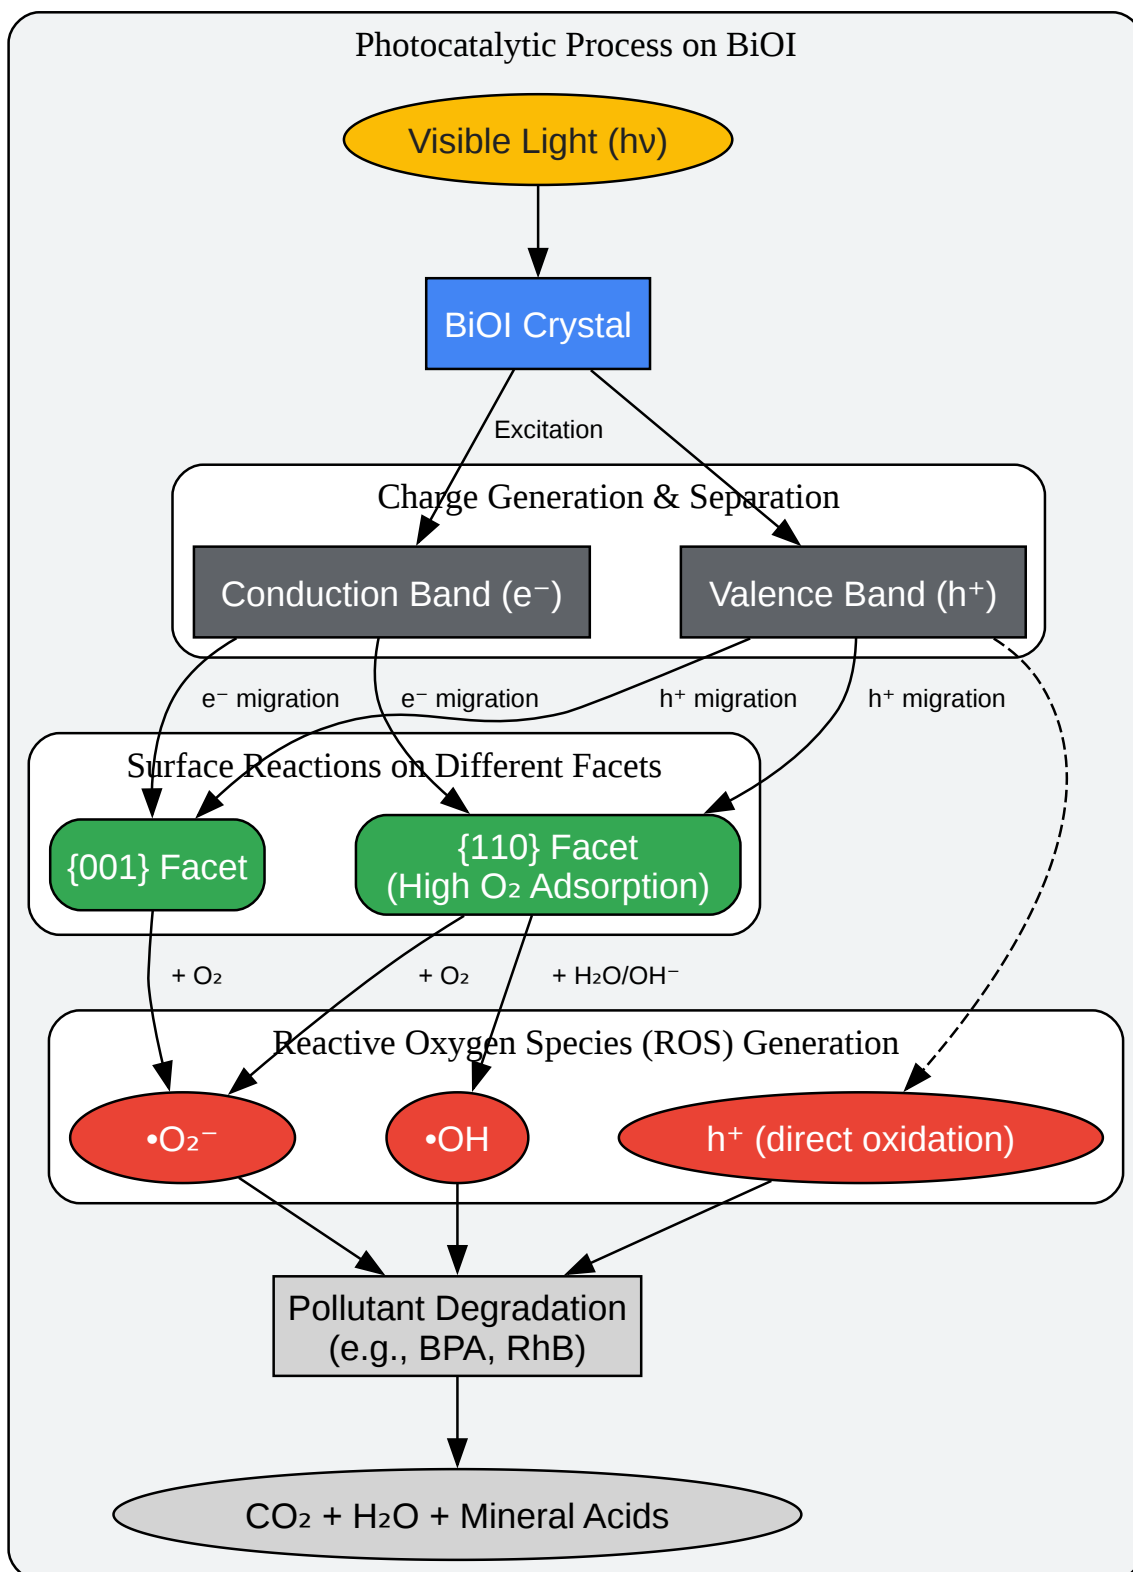 Photocatalytic Process on BiOI
Visible Light (hν)
BiOI Crystal
Excitation
Charge Generation & Separation
Conduction Band (e⁻)
Valence Band (h⁺)
e⁻ migration
e⁻ migration
h⁺ migration
h⁺ migration
Surface Reactions on Different Facets
{001} Facet
{110} Facet
(High O₂ Adsorption)
+ O₂
+ O₂
+ H₂O/OH⁻
Reactive Oxygen Species (ROS) Generation
•O₂⁻
•OH
h⁺ (direct oxidation)
Pollutant Degradation
(e.g., BPA, RhB)
CO₂ + H₂O + Mineral Acids